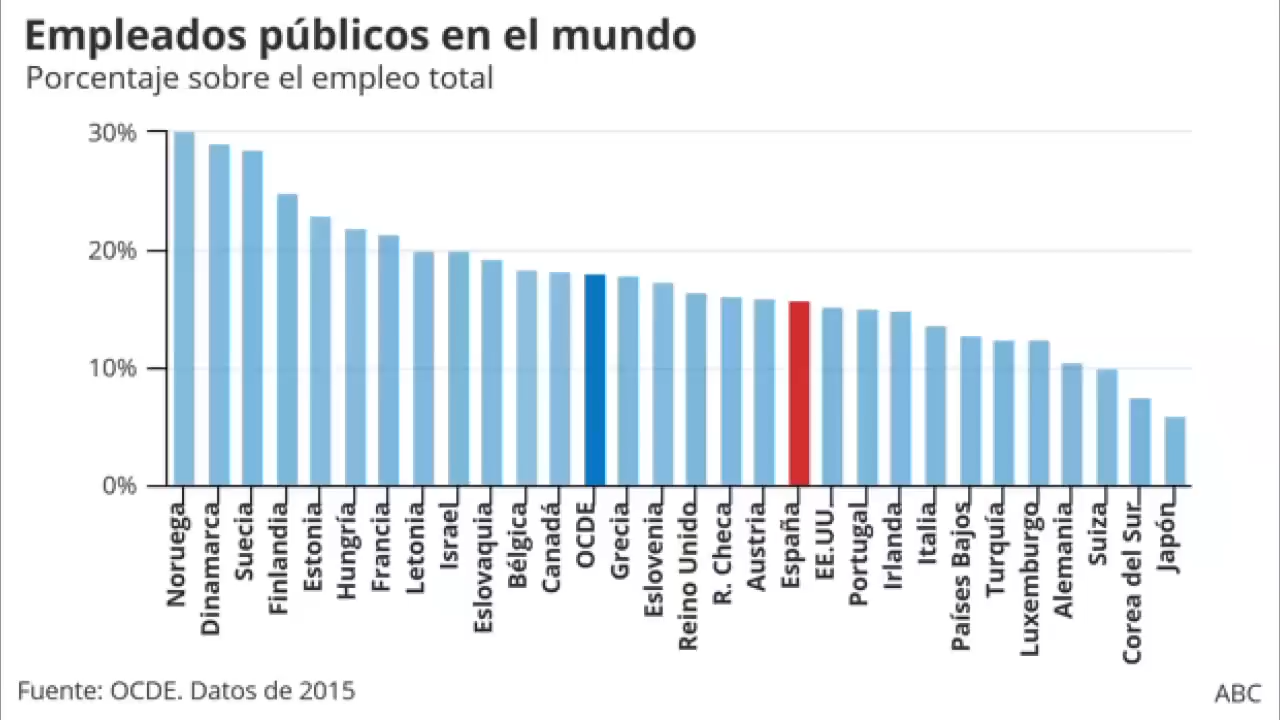 Empleados públicos en el mundo
Porcentaje sobre el empleo total
30%
20%
10%
0%
Noruega
Dinamarca
Suecia
Finlandia
Estonia
Hungría
Francia
Letonia
Israel
Eslovaquia
Bélgica
Canadá
OCDE
Grecia
Eslovenia
Reino Unido
R. Checa
Austria
España
EE.UU.
Portugal
Irlanda
Italia
Países Bajos
Turquía
Luxemburgo
Alemania
Suiza
Corea del Sur
Japón
Fuente: OCDE. Datos de 2015
ABC